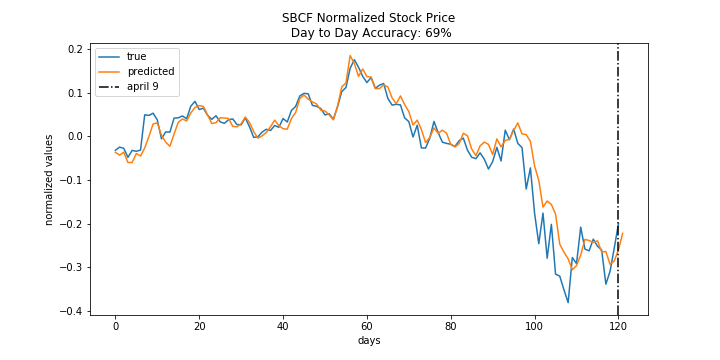 SBCF Normalized Stock Price
Day to Day Accuracy: 69%
true
predicted
april 9
normalized values
0.2
0.1
0.0
−0.1
−0.2
−0.3
−0.4
0
20
40
60
80
100
120
days